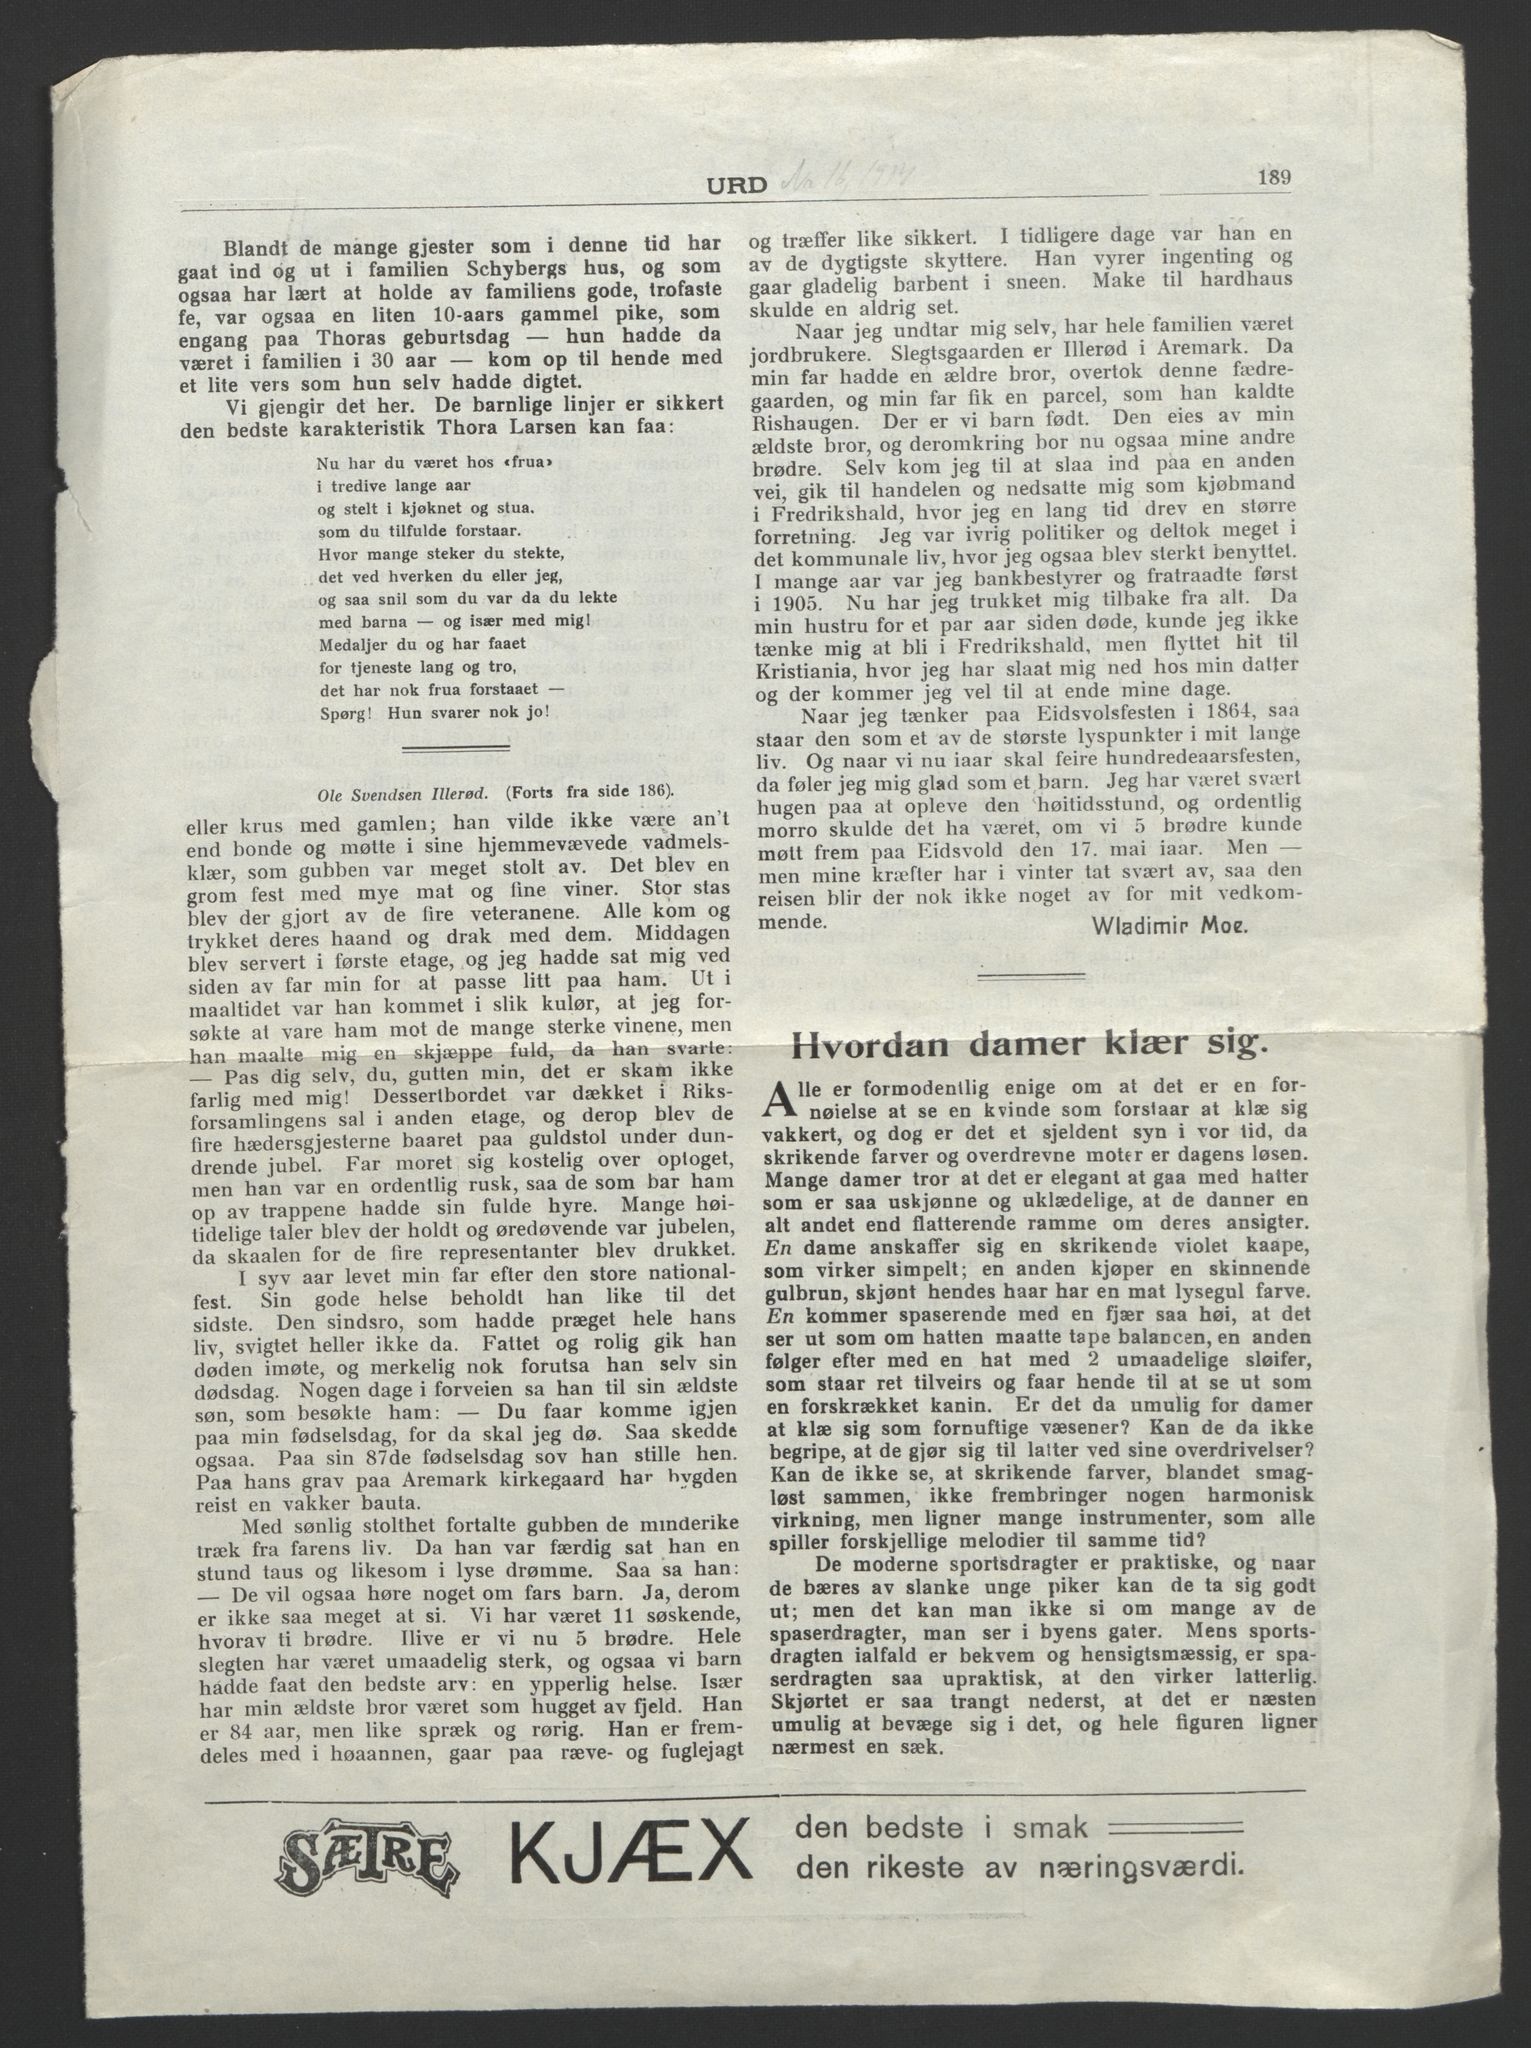 URD Nr 16, 1914
189
Blandt de mange gjester som i denne tid har
gaat ind og ut i familien Schybergs hus, og som
ogsaa har lært at holde av familiens gode, trofaste
fe, var ogsaa en liten 10-aars gammel pike, som
engang paa Thoras geburtsdag — hun hadde da
været i familien i 30 aar — kom op til hende med
et lite vers som hun selv hadde digtet.
Vi gjengir det her. De barnlige linjer er sikkert
den bedste karakteristik Thora Larsen kan faa:
Nu har du været hos «frua»
i tredive lange aar
og stelt i kjøknet og stua,
som du tilfulde forstaar.
Hvor mange steker du stekte,
det ved hverken du eller jeg,
og saa snil som du var da du lekte
med barna — og især med mig!
Medaljer du og har faaet
for tjeneste lang og tro,
det har nok frua forstaaet —
Spørg! Hun svarer nok jo!
Ole Svendsen Illerød. (Forts fra side 186).
eller krus med gamlen; han vilde ikke være an't
end bonde og møtte i sine hjemmevævede vadmels-
klær, som gubben var meget stolt av. Det blev en
grom fest med mye mat og fine viner. Stor stas
blev der gjort av de fire veteranene. Alle kom og
trykket deres haand og drak med dem. Middagen
blev servert i første etage, og jeg hadde sat mig ved
siden av far min for at passe litt paa ham. Ut i
maaltidet var han kommet i slik kulør, at jeg for-
søkte at vare ham mot de mange sterke vinene, men
han maalte mig en skjæppe fuld, da han svarte:
— Pas dig selv, du, gutten min, det er skam ikke
farlig med mig! Dessertbordet var dækket i Riks-
forsamlingens sal i anden etage, og derop blev de
fire hædersgjesterne baaret paa guldstol under dun-
drende jubel. Far moret sig kostelig over optoget,
men han var en ordentlig rusk, saa de som bar ham
op av trappene hadde sin fulde hyre. Mange høi-
tidelige taler blev der holdt og øredøvende var jubelen,
da skaalen for de fire representanter blev drukket.
I syv aar levet min far efter den store national-
fest. Sin gode helse beholdt han like til det
sidste. Den sindsro, som hadde præget hele hans
liv, svigtet heller ikke da. Fattet og rolig gik han
døden imøte, og merkelig nok forutsa han selv sin
dødsdag. Nogen dage i forveien sa han til sin ældste
søn, som besøkte ham: — Du faar komme igjen
paa min fødselsdag, for da skal jeg dø. Saa skedde
ogsaa. Paa sin 87de fødselsdag sov han stille hen.
Paa hans grav paa Aremark kirkegaard har bygden
reist en vakker bauta.
Med sønlig stolthet fortalte gubben de minderike
træk fra farens liv. Da han var færdig sat han en
stund taus og likesom i lyse drømme. Saa sa han:
— De vil ogsaa høre noget om fars barn. Ja, derom
er ikke saa meget at si. Vi har været 11 søskende,
hvorav ti brødre. Ilive er vi nu 5 brødre. Hele
slegten har været umaadelig sterk, og ogsaa vi barn
hadde faat den bedste arv: en ypperlig helse. Især
har min ældste bror været som hugget av fjeld. Han
er 84 aar, men like spræk og rørig. Han er frem-
deles med i høaannen, gaar paa ræve- og fuglejagt
og træffer like sikkert. I tidligere dage var han en
av de dygtigste skyttere. Han vyrer ingenting og
gaar gladelig barbent i sneen. Make til hardhaus
skulde en aldrig set.
Naar jeg undtar mig selv, har hele familien været
jordbrukere. Slegtsgaarden er Illerød i Aremark. Da
min far hadde en ældre bror, overtok denne fædre-
gaarden, og min far fik en parcel, som han kaldte
Rishaugen. Der er vi barn født. Den eies av min
ældste bror, og deromkring bor nu ogsaa mine andre
brødre. Selv kom jeg til at slaa ind paa en anden
vei, gik til handelen og nedsatte mig som kjøbmand
i Fredrikshald, hvor jeg en lang tid drev en større
forretning. Jeg var ivrig politiker og deltok meget i
det kommunale liv, hvor jeg ogsaa blev sterkt benyttet.
I mange aar var jeg bankbestyrer og fratraadte først
i 1905. Nu har jeg trukket mig tilbake fra alt. Da
min hustru for et par aar siden døde, kunde jeg ikke
tænke mig at bli i Fredrikshald, men flyttet hit til
Kristiania, hvor jeg har slaat mig ned hos min datter
og der kommer jeg vel til at ende mine dage.
Naar jeg tænker paa Eidsvolsfesten i 1864, saa
staar den som et av de største lyspunkter i mit lange
liv. Og naar vi nu iaar skal feire hundredeaarsfesten,
da føler jeg mig glad som et barn. Jeg har været svært
hugen paa at opleve den høitidsstund, og ordentlig
morro skulde det ha været, om vi 5 brødre kunde
møtt frem paa Eidsvold den 17. mai iaar. Men —
men mine kræfter har i vinter tat svært av, saa den
reisen blir der nok ikke noget av for mit vedkom-
mende.
Wladimir Moe.
Hvordan damer klær sig.
Alle er formodentlig enige om at det er en for-
nøielse at se en kvinde som forstaar at klæ sig
vakkert, og dog er det et sjeldent syn i vor tid, da
skrikende farver og overdrevne moter er dagens løsen.
Mange damer tror at det er elegant at gaa med hatter
som er saa uskjønne og uklædelige, at de danner en
alt andet end flatterende ramme om deres ansigter.
En dame anskaffer sig en skrikende violet kaape,
som virker simpelt; en anden kjøper en skinnende
gulbrun, skjønt hendes haar har en mat lysegul farve.
En kommer spaserende med en fjær saa høi, at det
ser ut som om hatten maatte tape balancen, en anden
følger efter med en hat med 2 umaadelige sløifer,
som staar ret tilveirs og faar hende til at se ut som
en forskrækket kanin. Er det da umulig for damer
at klæ sig som fornuftige væsener? Kan de da ikke
begripe, at de gjør sig til latter ved sine overdrivelser?
Kan de ikke se, at skrikende farver, blandet smag-
løst sammen, ikke frembringer nogen harmonisk
virkning, men ligner mange instrumenter, som alle
spiller forskjellige melodier til samme tid?
De moderne sportsdragter er praktiske, og naar
de bæres av slanke unge piker kan de ta sig godt
ut; men det kan man ikke si om mange av de
spaserdragter, man ser i byens gater. Mens sports-
dragten ialfald er bekvem og hensigtsmæssig, er spa-
serdragten saa upraktisk, at den virker latterlig.
Skjørtet er saa trangt nederst, at det er næsten
umulig at bevæge sig i det, og hele figuren ligner
nærmest en sæk.
SÆTRE KJÆX
den bedste i smak
den rikeste av næringsværdi.